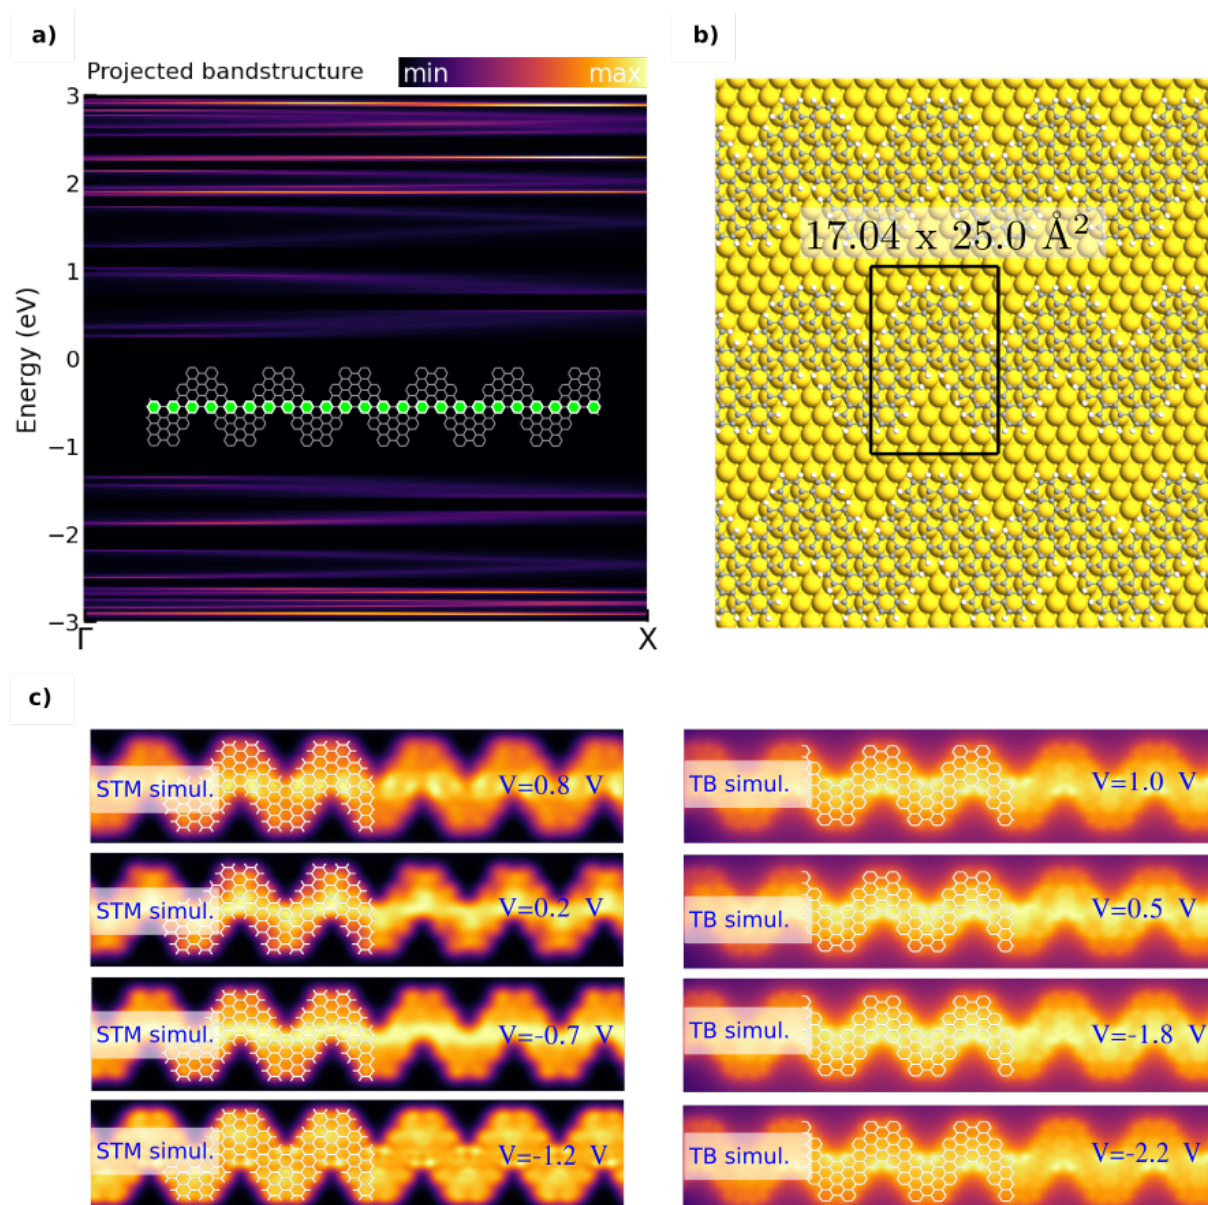 a)
Projected bandstructure
min
max
3
2
1
0
−1
−2
−3
Energy (eV)
Γ
X
b)
17.04 x 25.0 Å²
c)
STM simul.
V=0.8 V
TB simul.
V=1.0 V
STM simul.
V=0.2 V
TB simul.
V=0.5 V
STM simul.
V=-0.7 V
TB simul.
V=-1.8 V
STM simul.
V=-1.2 V
TB simul.
V=-2.2 V